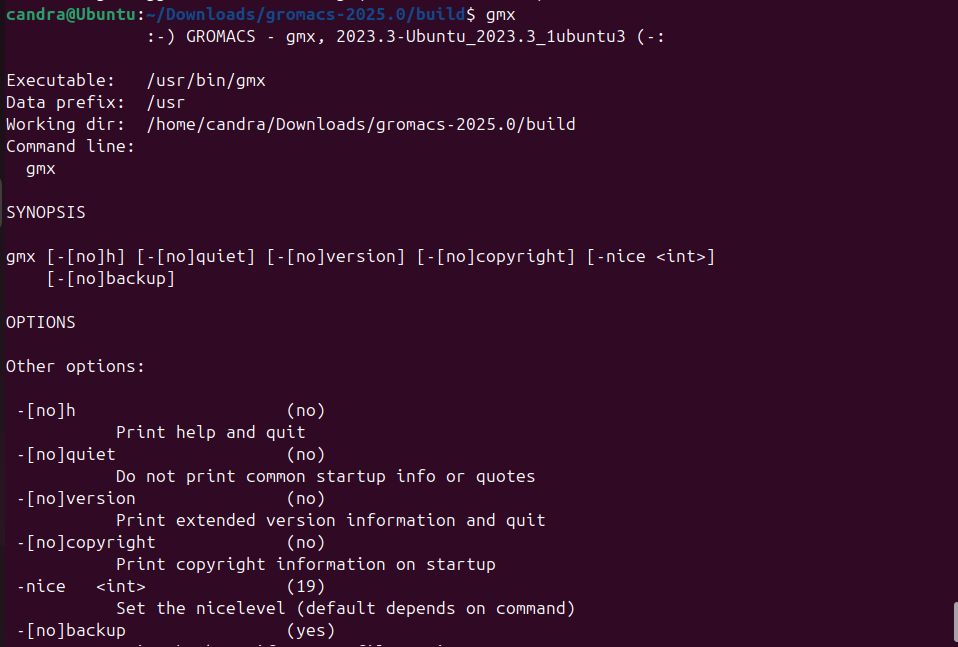 candra@Ubuntu:~/Downloads/gromacs-2025.0/build$ gmx
:-) GROMACS - gmx, 2023.3-Ubuntu_2023.3_1ubuntu3 (-:
Executable:   /usr/bin/gmx
Data prefix:  /usr
Working dir:  /home/candra/Downloads/gromacs-2025.0/build
Command line:
gmx
SYNOPSIS
gmx [-[no]h] [-[no]quiet] [-[no]version] [-[no]copyright] [-nice <int>]
[-[no]backup]
OPTIONS
Other options:
-[no]h                     (no)
Print help and quit
-[no]quiet                 (no)
Do not print common startup info or quotes
-[no]version               (no)
Print extended version information and quit
-[no]copyright             (no)
Print copyright information on startup
-nice   <int>              (19)
Set the nicelevel (default depends on command)
-[no]backup                (yes)